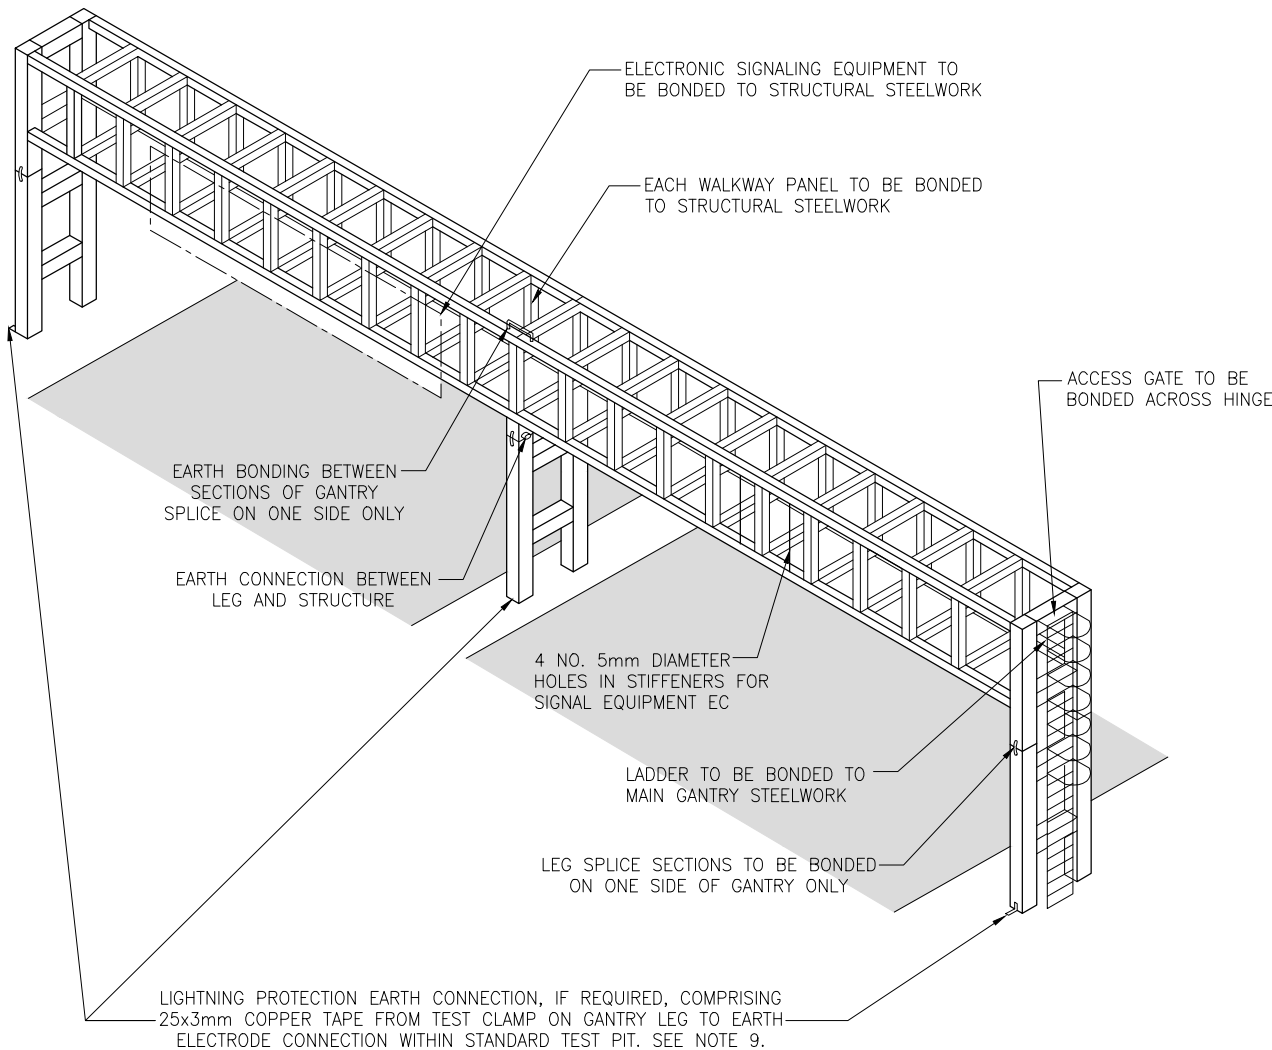 ELECTRONIC SIGNALING EQUIPMENT TO
BE BONDED TO STRUCTURAL STEELWORK
EACH WALKWAY PANEL TO BE BONDED
TO STRUCTURAL STEELWORK
ACCESS GATE TO BE
BONDED ACROSS HINGE
EARTH BONDING BETWEEN
SECTIONS OF GANTRY
SPLICE ON ONE SIDE ONLY
EARTH CONNECTION BETWEEN
LEG AND STRUCTURE
4 NO. 5mm DIAMETER
HOLES IN STIFFENERS FOR
SIGNAL EQUIPMENT EC
LADDER TO BE BONDED TO
MAIN GANTRY STEELWORK
LEG SPLICE SECTIONS TO BE BONDED
ON ONE SIDE OF GANTRY ONLY
LIGHTNING PROTECTION EARTH CONNECTION, IF REQUIRED, COMPRISING
25x3mm COPPER TAPE FROM TEST CLAMP ON GANTRY LEG TO EARTH
ELECTRODE CONNECTION WITHIN STANDARD TEST PIT. SEE NOTE 9.